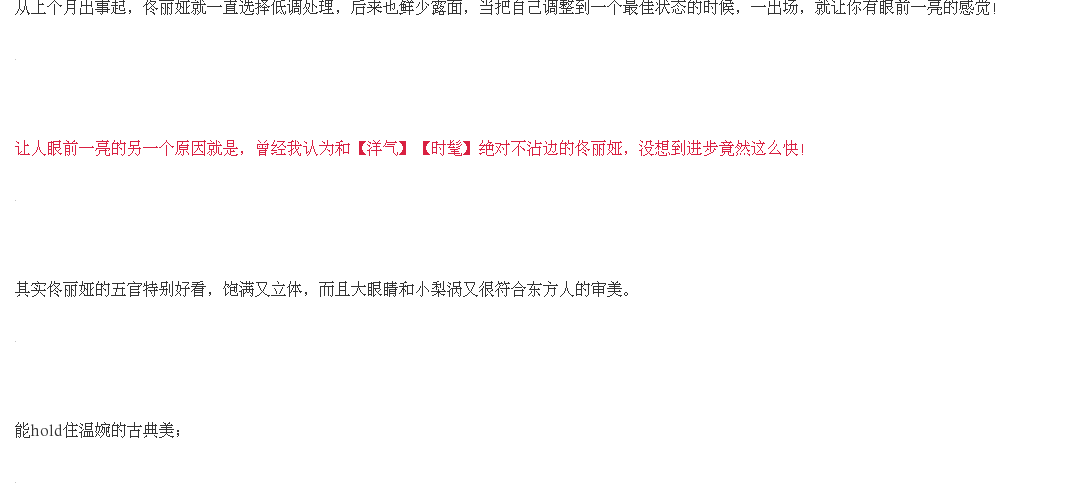 从上个月出事起，佟丽娅就一直选择低调处理，后来也鲜少露面，当把自己调整到一个最佳状态的时候，一出场，就让你有眼前一亮的感觉！
让人眼前一亮的另一个原因就是，曾经我认为和【洋气】【时髦】绝对不沾边的佟丽娅，没想到进步竟然这么快！
其实佟丽娅的五官特别好看，饱满又立体，而且大眼睛和小梨涡又很符合东方人的审美。
能hold住温婉的古典美；